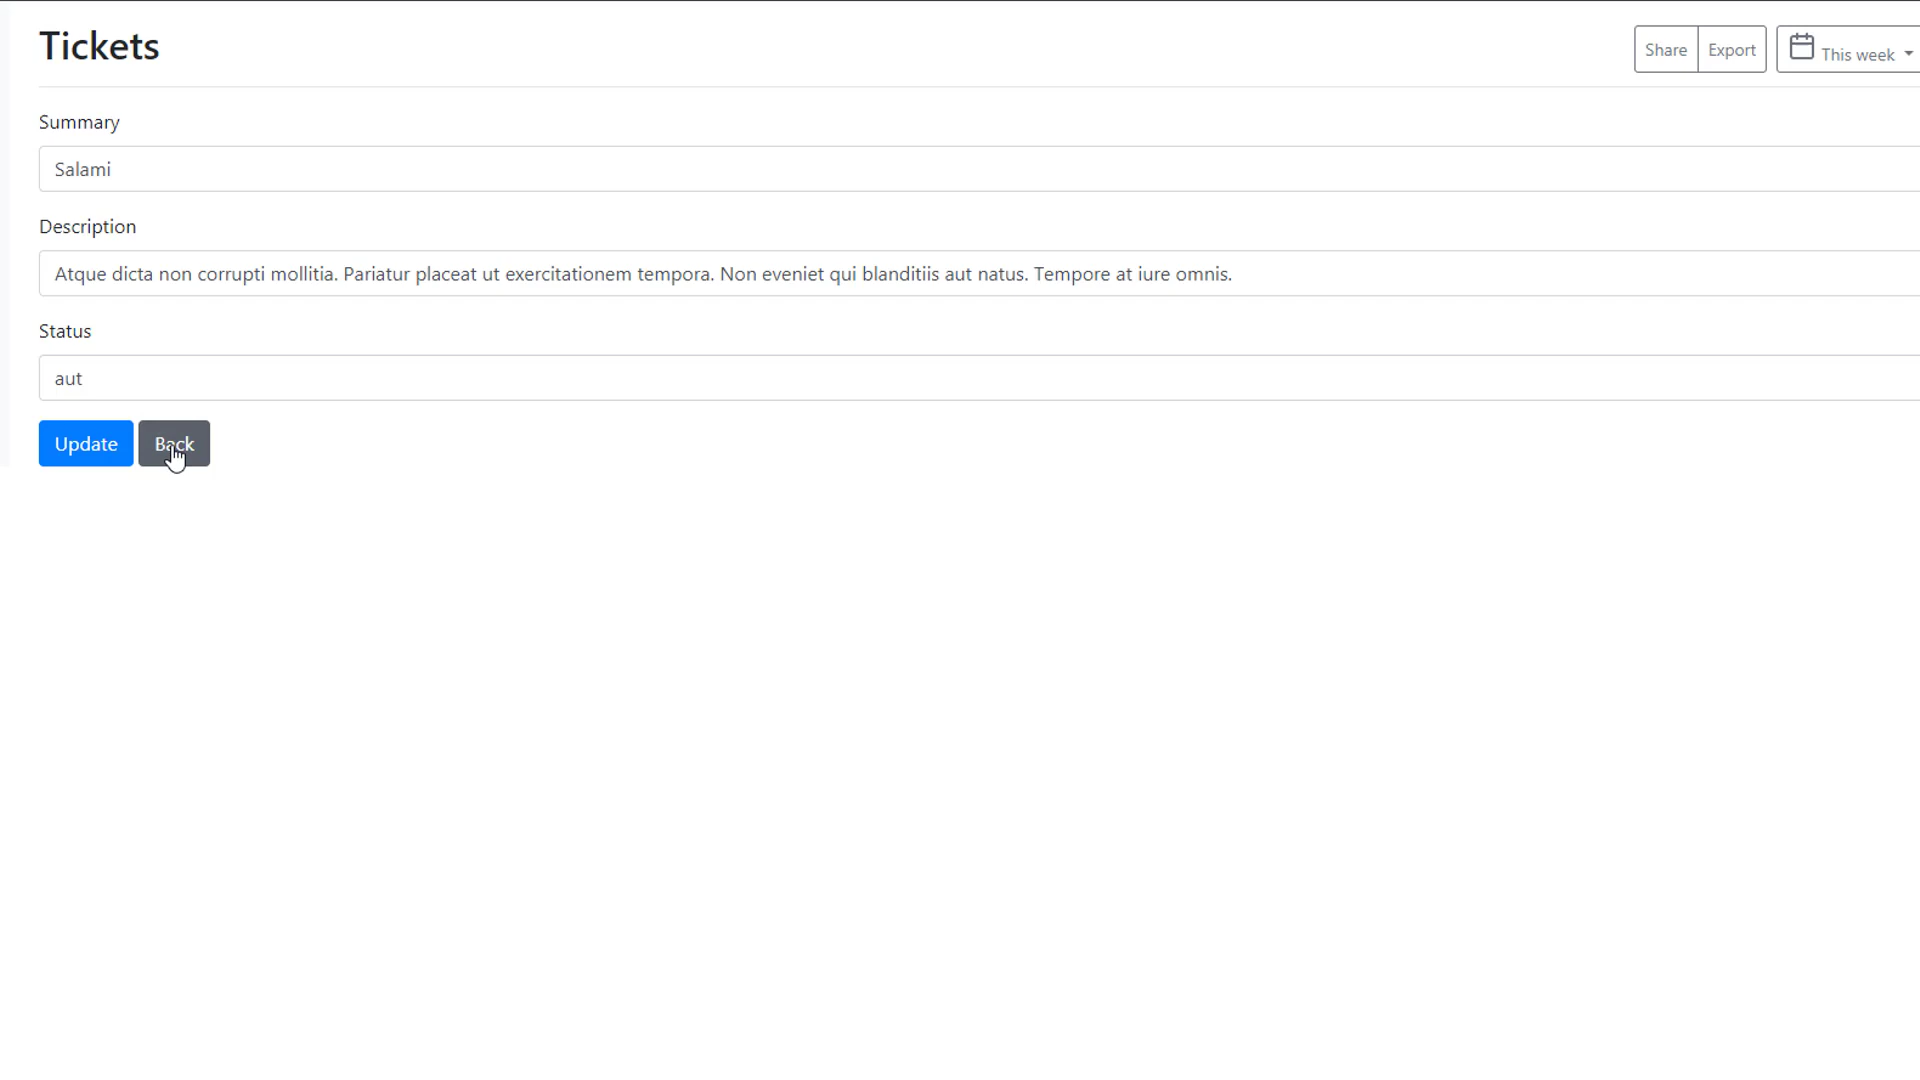 Tickets
Share
Export
This week
Summary
Salami
Description
Atque dicta non corrupti mollitia. Pariatur placeat ut exercitationem tempora. Non eveniet qui blanditiis aut natus. Tempore at iure omnis.
Status
aut
Update
Back